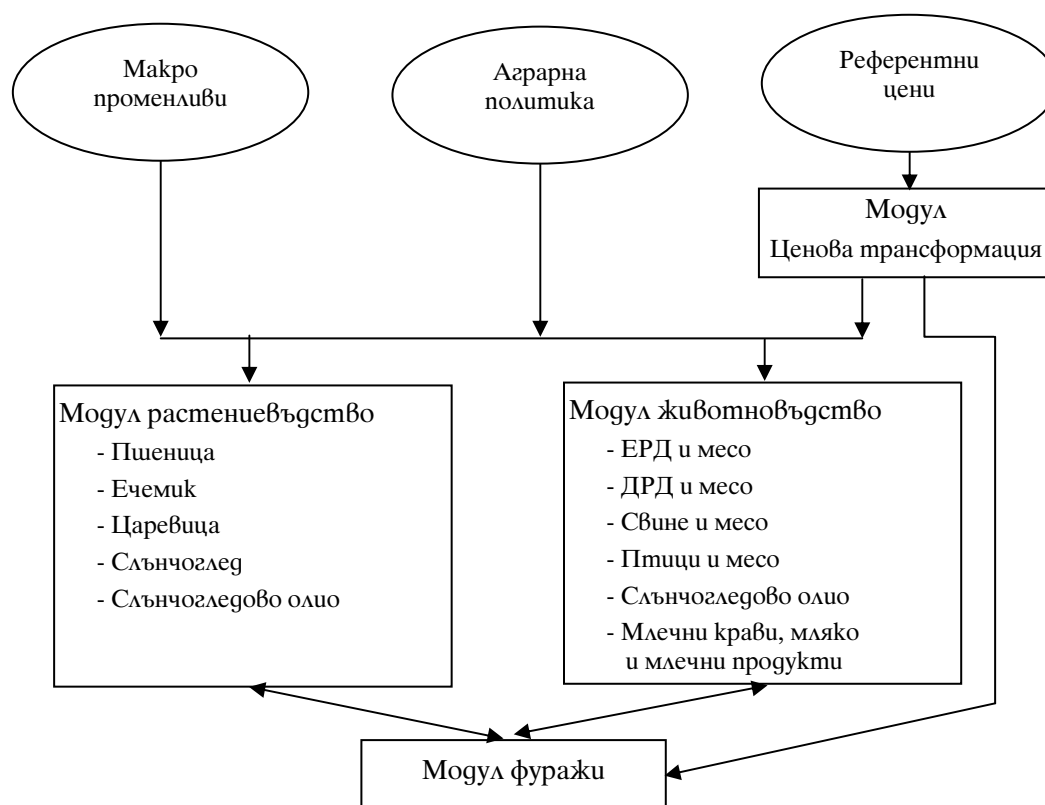 Макро
променливи
Аграрна
политика
Референтни
цени
Модул
Ценова трансформация
Модул растениевъдство
- Пшеница
- Ечемик
- Царевица
- Слънчоглед
- Слънчогледово олио
Модул животновъдство
- ЕРД и месо
- ДРД и месо
- Свине и месо
- Птици и месо
- Слънчогледово олио
- Млечни крави, мляко
и млечни продукти
Модул фуражи